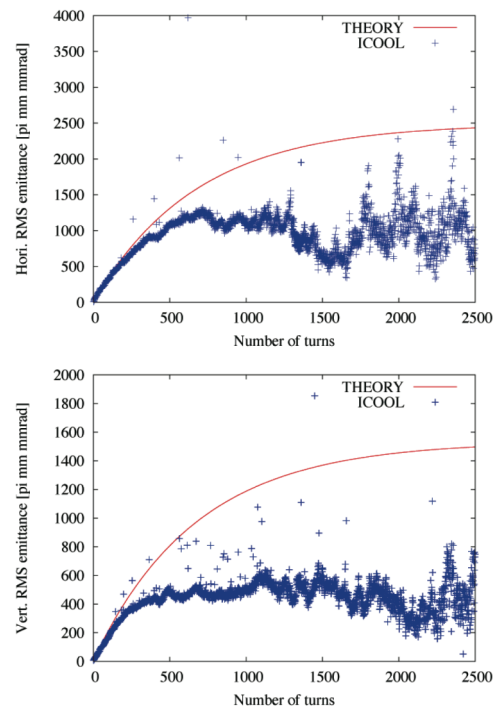 4000
3500
3000
2500
2000
1500
1000
500
0
Hori. RMS emittance [pi mm mmrad]
THEORY
ICOOL
0 500 1000 1500 2000 2500
Number of turns
2000
1800
1600
1400
1200
1000
800
600
400
200
0
Vert. RMS emittance [pi mm mmrad]
THEORY
ICOOL
0 500 1000 1500 2000 2500
Number of turns